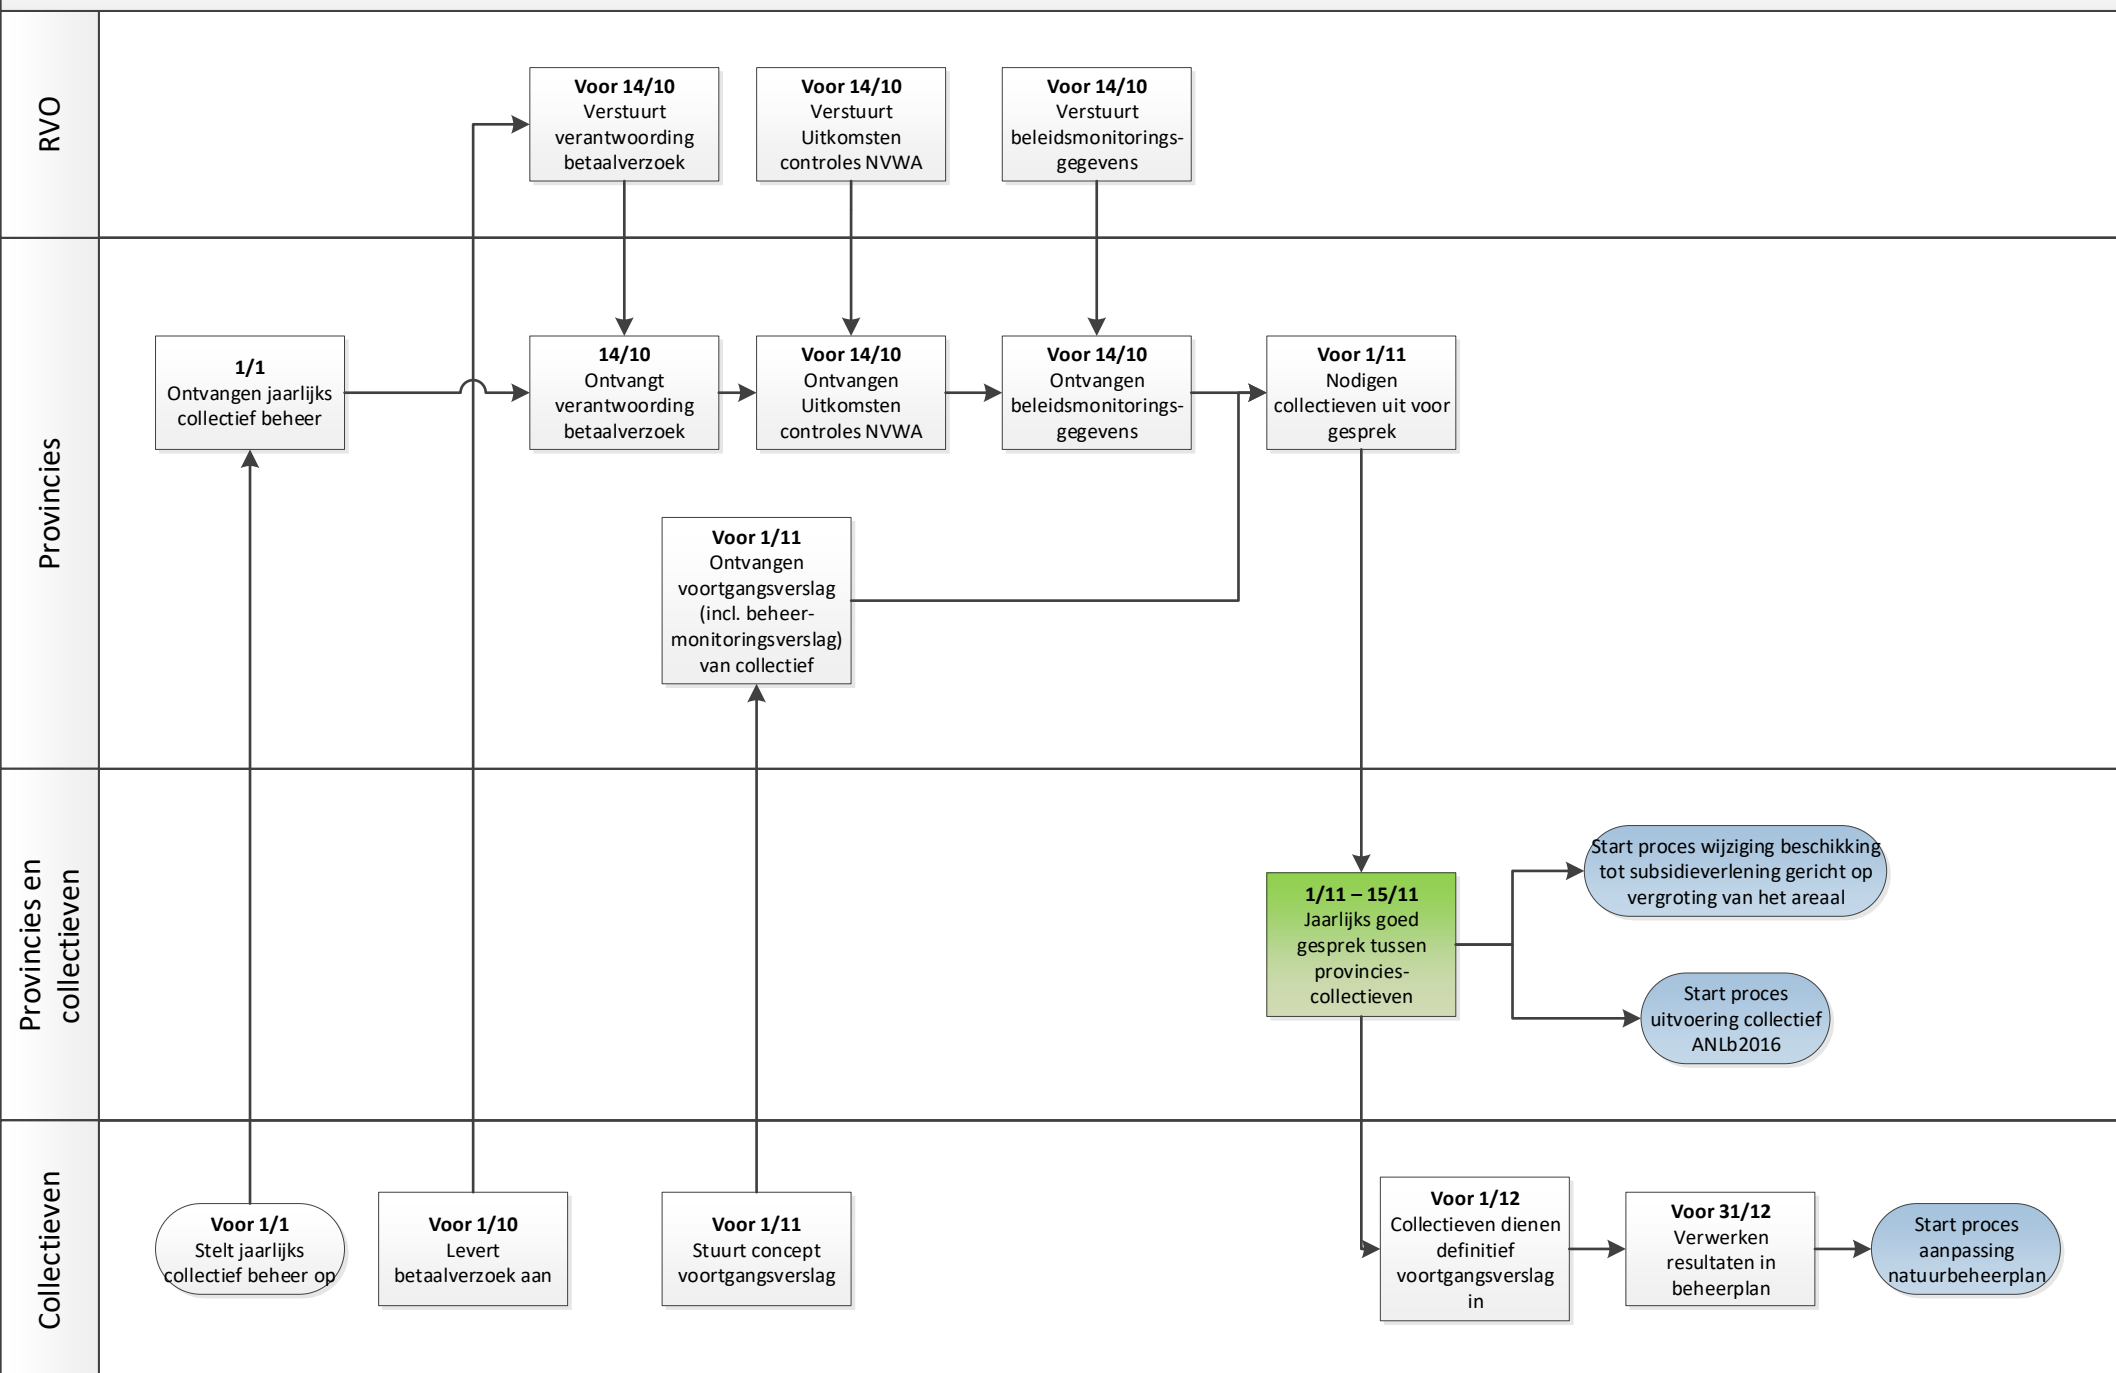 RVO
Voor 14/10
Verstuurt
verantwoording
betaalverzoek
Voor 14/10
Verstuurt
Uitkomsten
controles NVWA
Voor 14/10
Verstuurt
beleidsmonitorings-
gegevens
Provincies
1/1
Ontvangen jaarlijks
collectief beheer
14/10
Ontvangt
verantwoording
betaalverzoek
Voor 14/10
Ontvangen
Uitkomsten
controles NVWA
Voor 14/10
Ontvangen
beleidsmonitorings-
gegevens
Voor 1/11
Nodigen
collectieven uit voor
gesprek
Voor 1/11
Ontvangen
voortgangsverslag
(incl. beheer-
monitoringsverslag)
van collectief
Provincies en
collectieven
1/11 – 15/11
Jaarlijks goed
gesprek tussen
provincies-
collectieven
Start proces wijziging beschikking
tot subsidieverlening gericht op
vergroting van het areaal
Start proces
uitvoering collectief
ANLb2016
Collectieven
Voor 1/1
Stelt jaarlijks
collectief beheer op
Voor 1/10
Levert
betaalverzoek aan
Voor 1/11
Stuurt concept
voortgangsverslag
Voor 1/12
Collectieven dienen
definitief
voortgangsverslag
in
Voor 31/12
Verwerken
resultaten in
beheerplan
Start proces
aanpassing
natuurbeheerplan